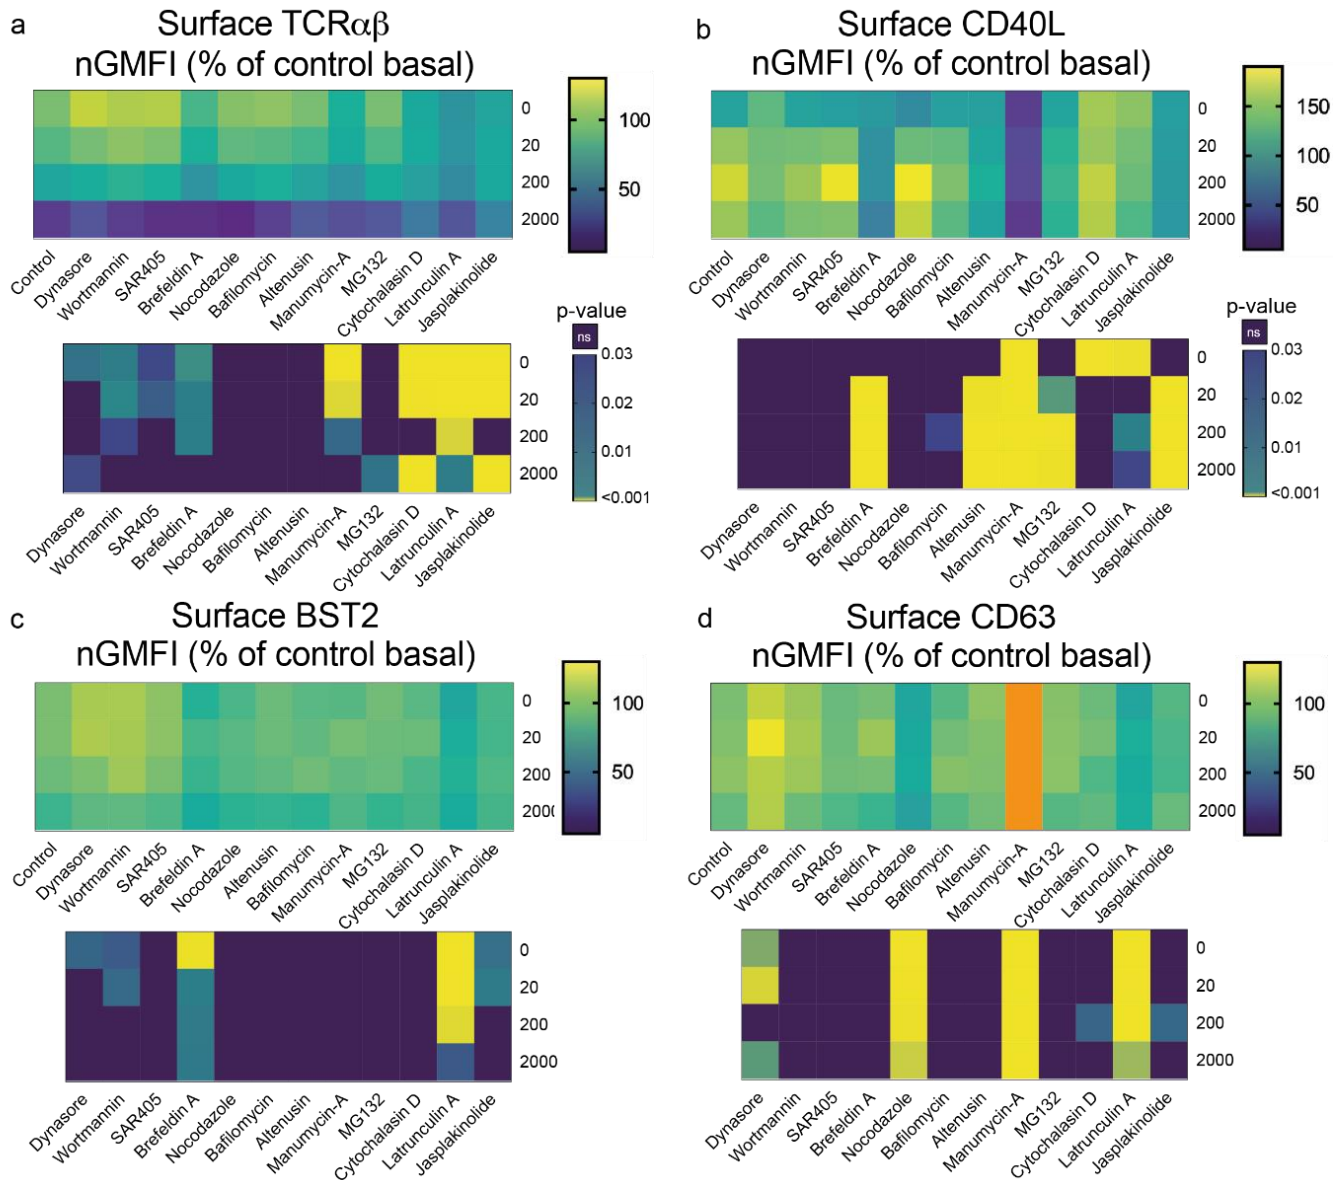 a
Surface TCRαβ
nGMFI (% of control basal)
0
20
200
2000
100
50
Control
Dynasore
Wortmannin
SAR405
Brefeldin A
Nocodazole
Bafilomycin
Altenusin
Manumycin-A
MG132
Cytochalasin D
Latrunculin A
Jasplakinolide
p-value
ns
0.03
0.02
0.01
<0.001
0
20
200
2000
Dynasore
Wortmannin
SAR405
Brefeldin A
Nocodazole
Bafilomycin
Altenusin
Manumycin-A
MG132
Cytochalasin D
Latrunculin A
Jasplakinolide
b
Surface CD40L
nGMFI (% of control basal)
0
20
200
2000
150
100
50
Control
Dynasore
Wortmannin
SAR405
Brefeldin A
Nocodazole
Bafilomycin
Altenusin
Manumycin-A
MG132
Cytochalasin D
Latrunculin A
Jasplakinolide
p-value
ns
0.03
0.02
0.01
<0.001
0
20
200
2000
Dynasore
Wortmannin
SAR405
Brefeldin A
Nocodazole
Bafilomycin
Altenusin
Manumycin-A
MG132
Cytochalasin D
Latrunculin A
Jasplakinolide
c
Surface BST2
nGMFI (% of control basal)
0
20
200
2000
100
50
Control
Dynasore
Wortmannin
SAR405
Brefeldin A
Nocodazole
Altenusin
Bafilomycin
Manumycin-A
MG132
Cytochalasin D
Latrunculin A
Jasplakinolide
0
20
200
2000
Dynasore
Wortmannin
SAR405
Brefeldin A
Nocodazole
Bafilomycin
Altenusin
Manumycin-A
MG132
Cytochalasin D
Latrunculin A
Jasplakinolide
d
Surface CD63
nGMFI (% of control basal)
0
20
200
2000
100
50
Control
Dynasore
Wortmannin
SAR405
Brefeldin A
Nocodazole
Bafilomycin
Altenusin
Manumycin-A
MG132
Cytochalasin D
Latrunculin A
Jasplakinolide
0
20
200
2000
Dynasore
Wortmannin
SAR405
Brefeldin A
Nocodazole
Bafilomycin
Altenusin
Manumycin-A
MG132
Cytochalasin D
Latrunculin A
Jasplakinolide